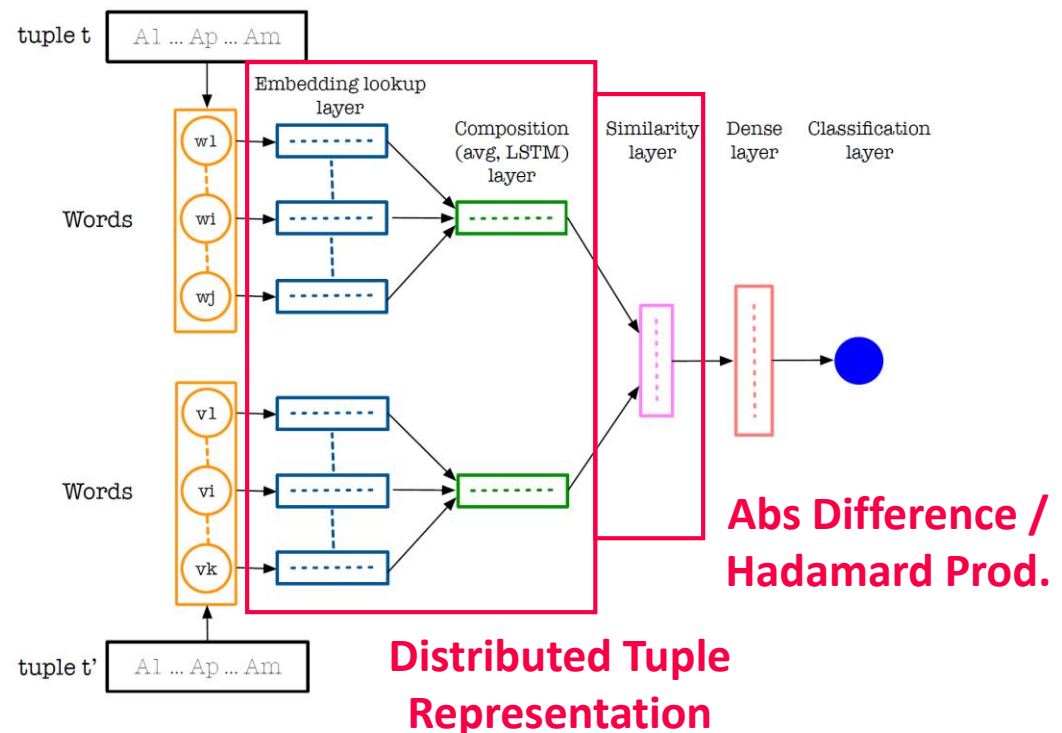 tuple t
A1 ... Ap ... Am
Embedding lookup
layer
Composition
(avg, LSTM)
layer
Similarity
layer
Dense
layer
Classification
layer
w1
Words
wi
wj
v1
Words
vi
vk
Abs Difference /
Hadamard Prod.
tuple t’
A1 ... Ap ... Am
Distributed Tuple
Representation